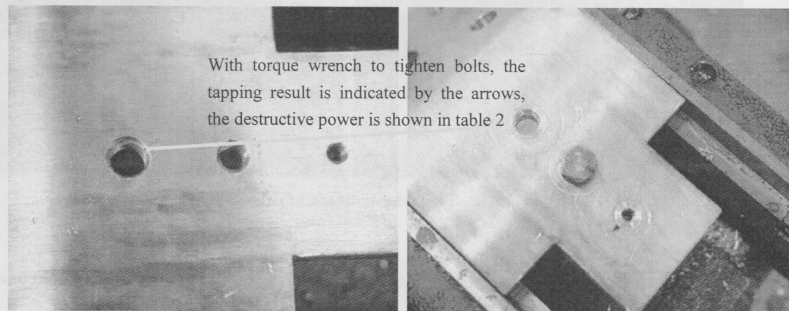 With torque wrench to tighten bolts, the
tapping result is indicated by the arrows,
the destructive power is shown in table 2